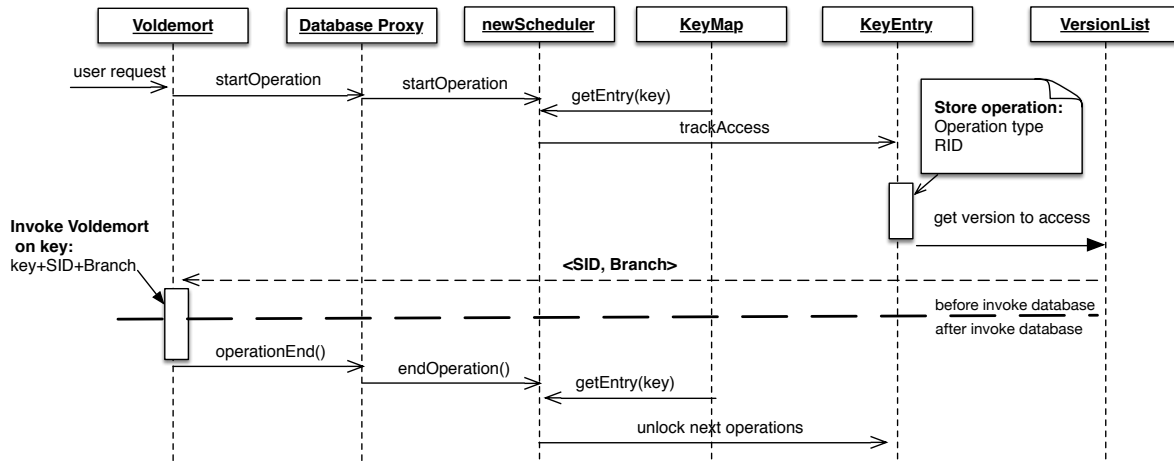 Voldemort
Database Proxy
newScheduler
KeyMap
KeyEntry
VersionList
user request
startOperation
startOperation
getEntry(key)
trackAccess
Store operation:
Operation type
RID
get version to access
Invoke Voldemort
on key:
key+SID+Branch
<SID, Branch>
before invoke database
after invoke database
operationEnd()
endOperation()
getEntry(key)
unlock next operations